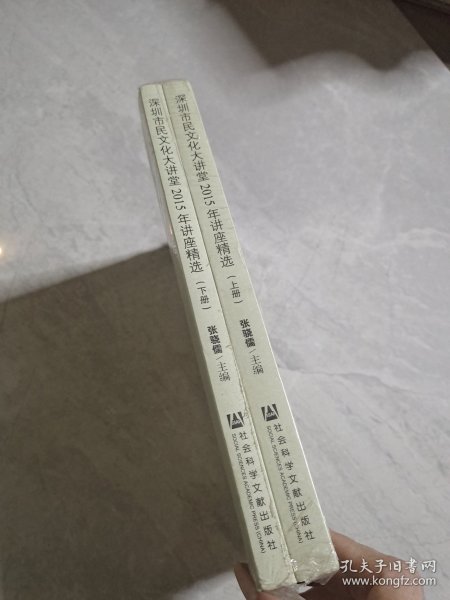 深圳市民文化大讲堂 2015年讲座精选(上册)
张骁儒/主编
社会科学文献出版社
SOCIAL SCIENCES ACADEMIC PRESS (CHINA)
深圳市民文化大讲堂 2015年讲座精选(下册)
张骁儒/主编
社会科学文献出版社
SOCIAL SCIENCES ACADEMIC PRESS (CHINA)
孔夫子旧书网
www.kongfz.com